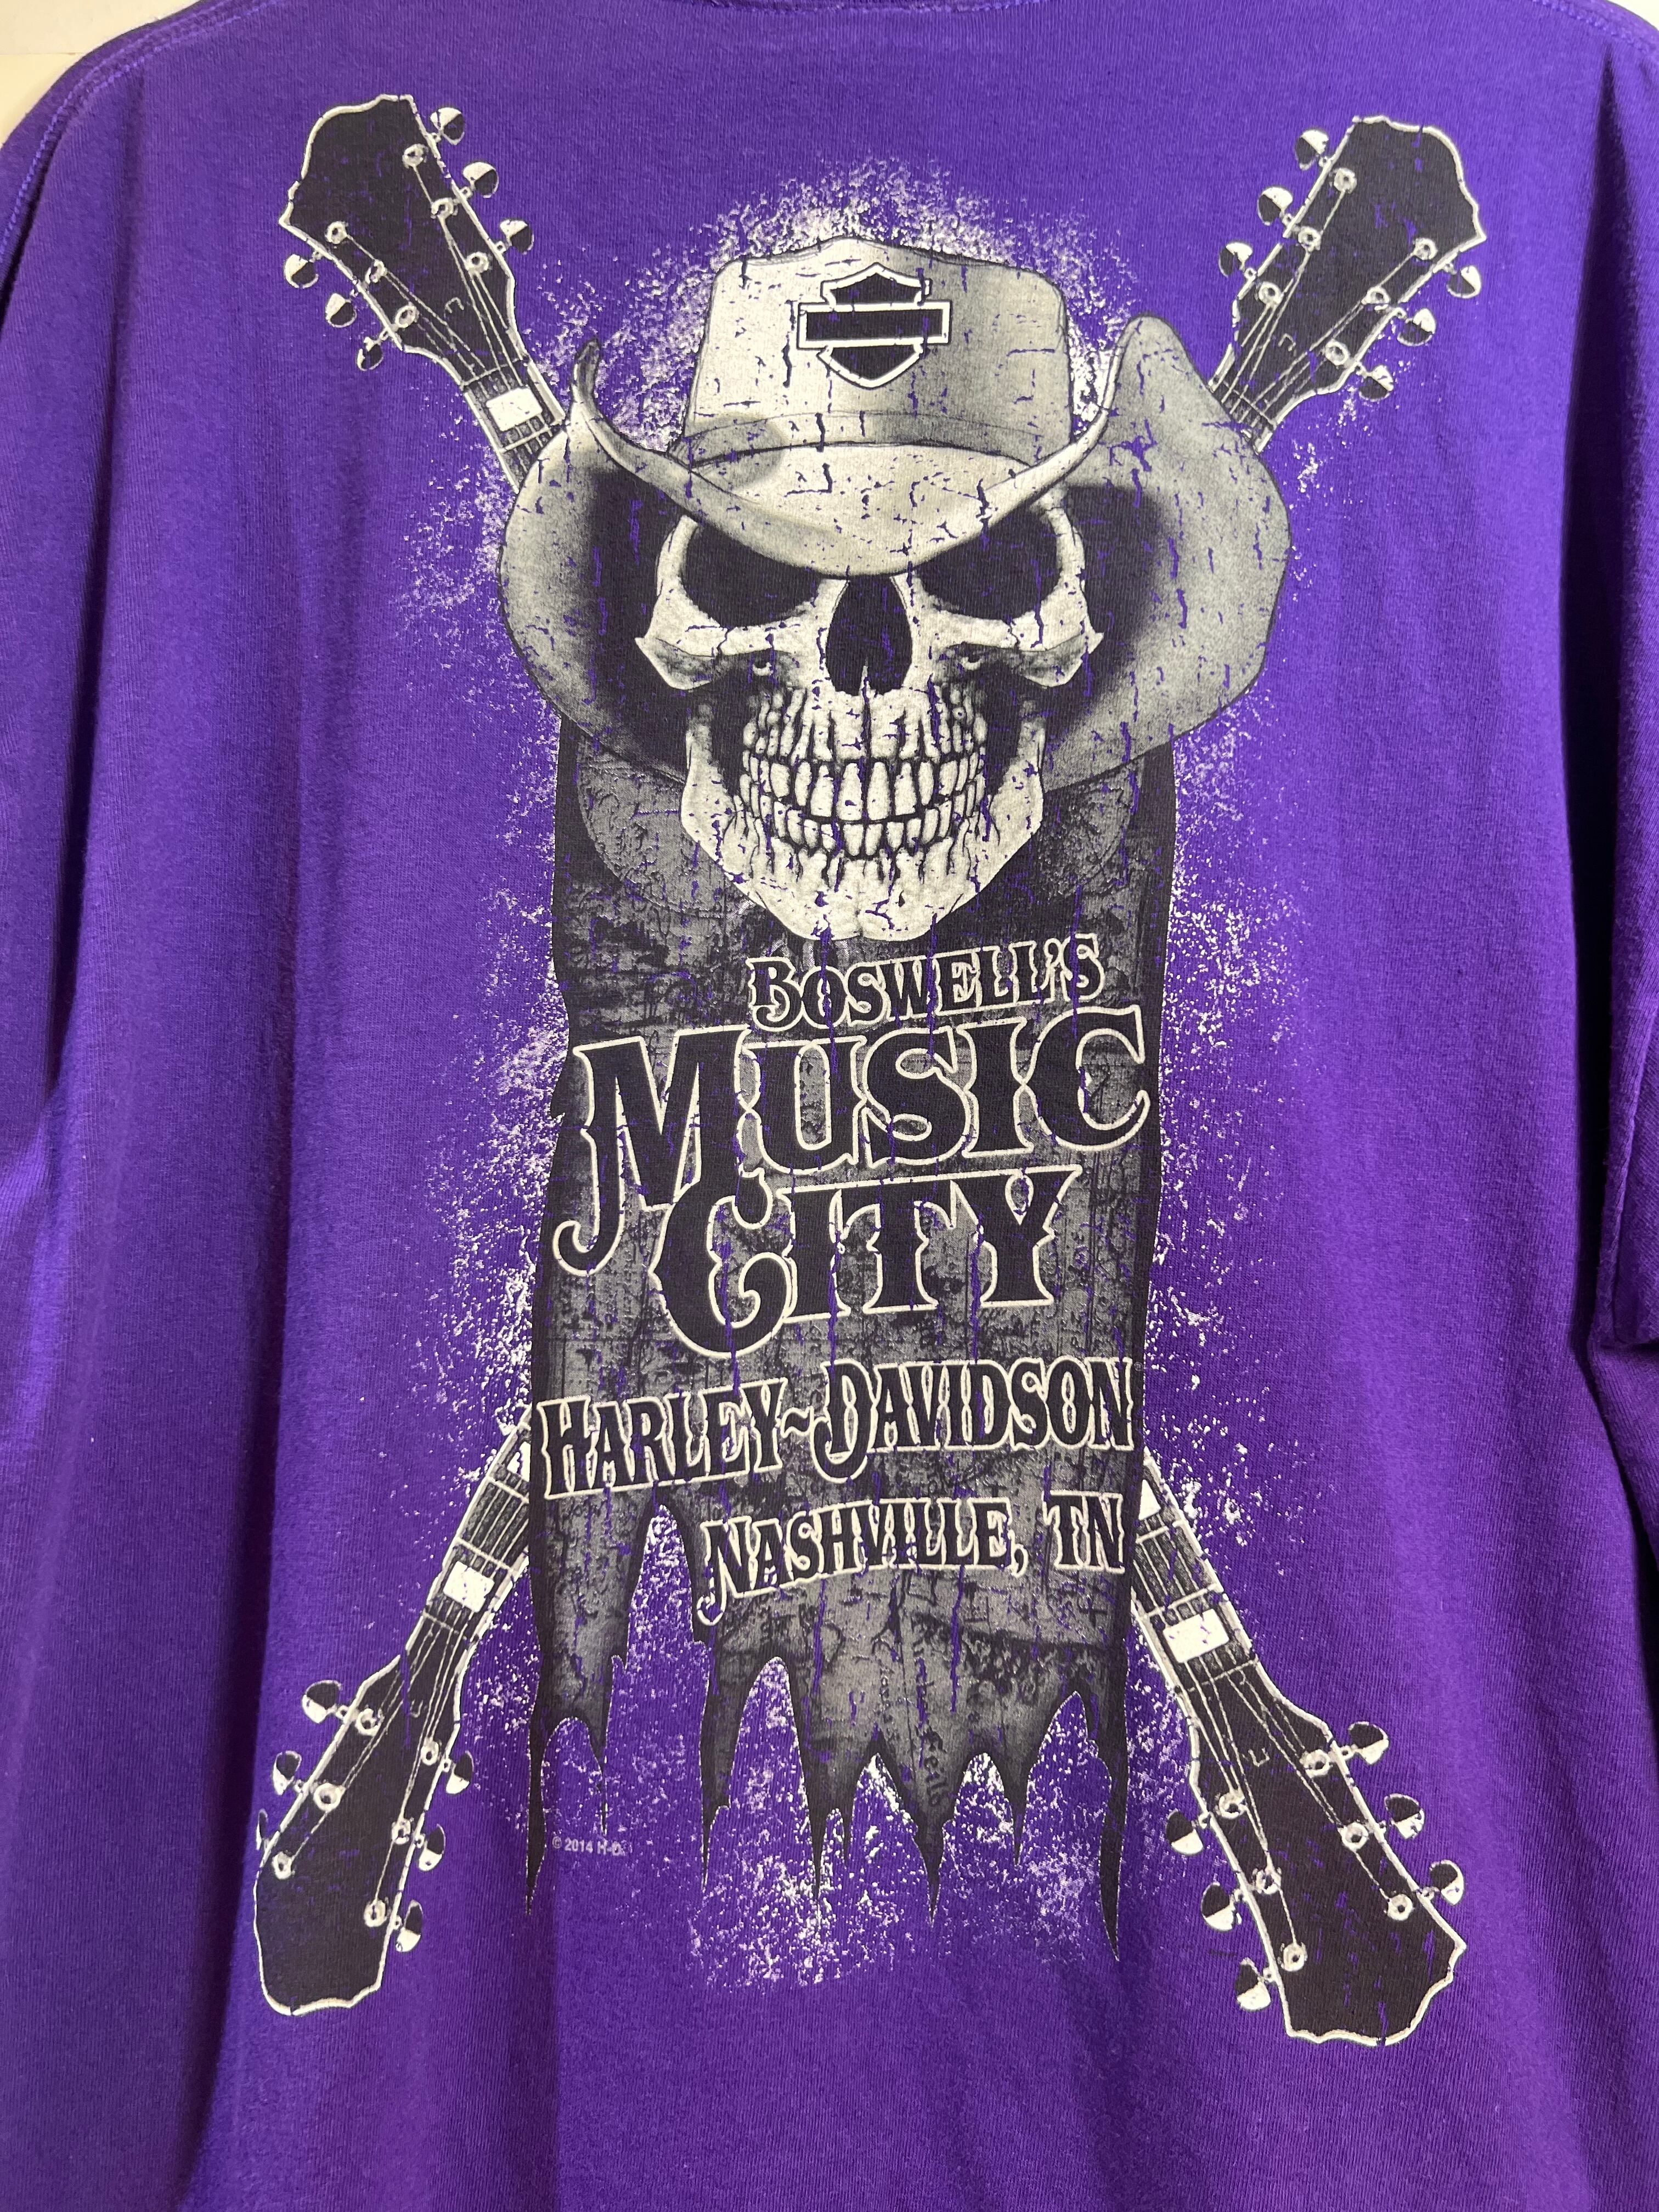 BOSWELL'S
MUSIC
CITY
HARLEY~DAVIDSON®
NASHVILLE, TN
© 2014 H-D